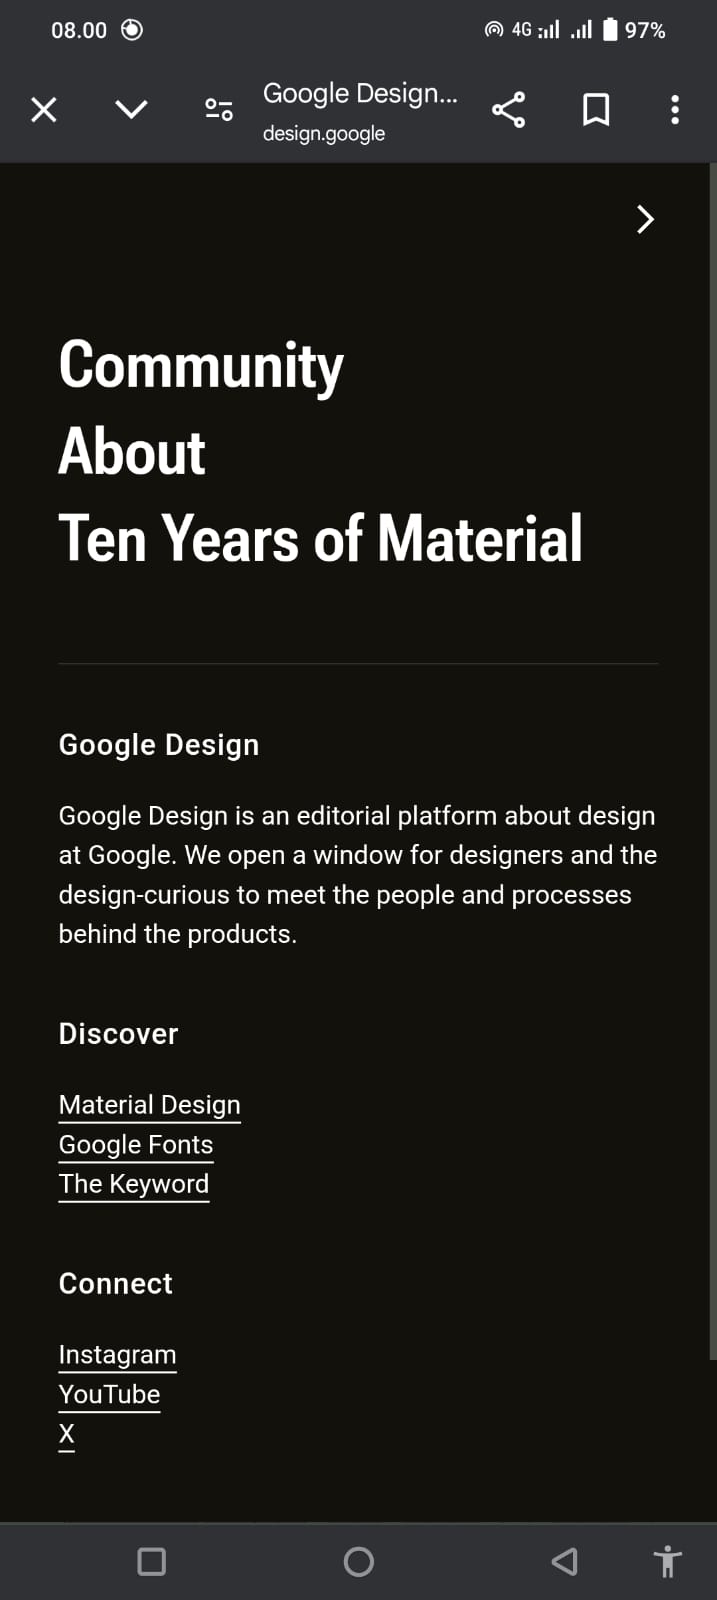 08.00
4G
97%
Google Design...
design.google
Community
About
Ten Years of Material
Google Design
Google Design is an editorial platform about design
at Google. We open a window for designers and the
design-curious to meet the people and processes
behind the products.
Discover
Material Design
Google Fonts
The Keyword
Connect
Instagram
YouTube
X